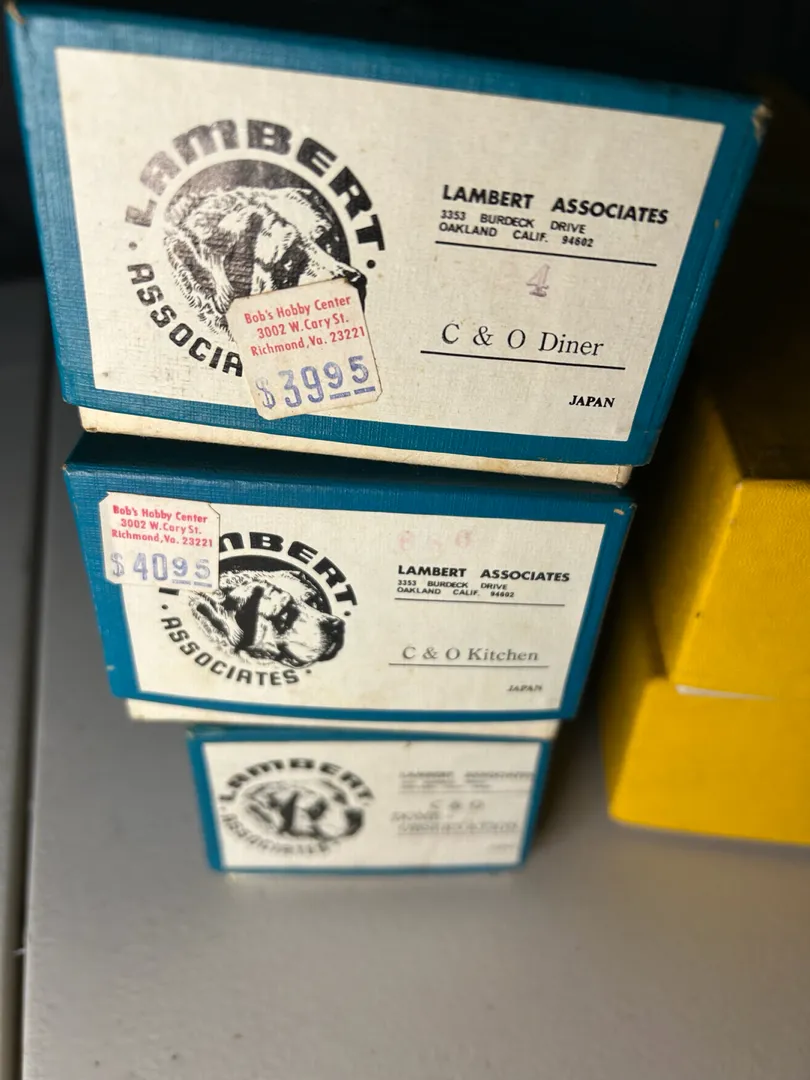 LAMBERT
ASSOCIA
LAMBERT ASSOCIATES
3353 BURDECK DRIVE
OAKLAND CALIF. 94602
4
C & O Diner
JAPAN
Bob's Hobby Center
3002 W. Cary St.
Richmond, Va. 23221
$ 3995
Bob's Hobby Center
3002 W. Cary St.
Richmond, Va. 23221
$ 4095
MBERT
ASSOCIATES
LAMBERT ASSOCIATES
3353 BURDECK DRIVE
OAKLAND CALIF. 94602
C & O Kitchen
JAPAN
LAMBERT
ASSOCIATES
LAMBERT ASSOCIATES
C & O